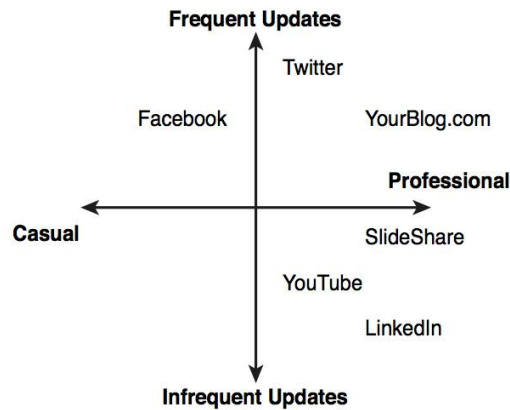 Frequent Updates
Twitter
Facebook
YourBlog.com
Professional
Casual
SlideShare
YouTube
LinkedIn
Infrequent Updates